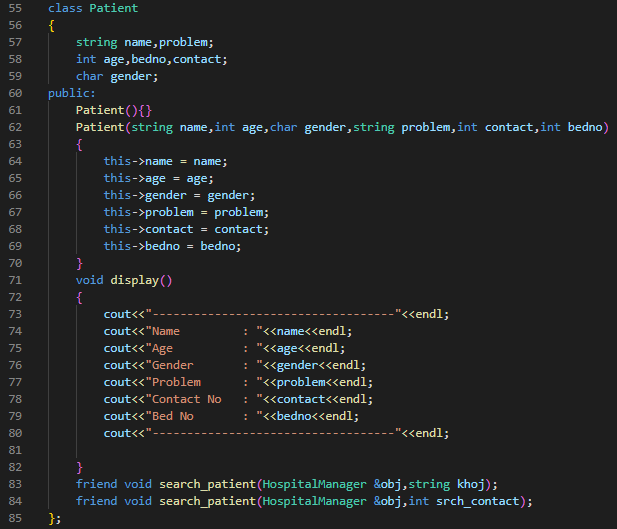 55 class Patient
56 {
57     string name,problem;
58     int age,bedno,contact;
59     char gender;
60 public:
61     Patient(){}
62     Patient(string name,int age,char gender,string problem,int contact,int bedno)
63     {
64         this->name = name;
65         this->age = age;
66         this->gender = gender;
67         this->problem = problem;
68         this->contact = contact;
69         this->bedno = bedno;
70     }
71     void display()
72     {
73         cout<<"-----------------------------------"<<endl;
74         cout<<"Name         : "<<name<<endl;
75         cout<<"Age          : "<<age<<endl;
76         cout<<"Gender       : "<<gender<<endl;
77         cout<<"Problem      : "<<problem<<endl;
78         cout<<"Contact No   : "<<contact<<endl;
79         cout<<"Bed No       : "<<bedno<<endl;
80         cout<<"-----------------------------------"<<endl;
81
82     }
83     friend void search_patient(HospitalManager &obj,string khoj);
84     friend void search_patient(HospitalManager &obj,int srch_contact);
85 };